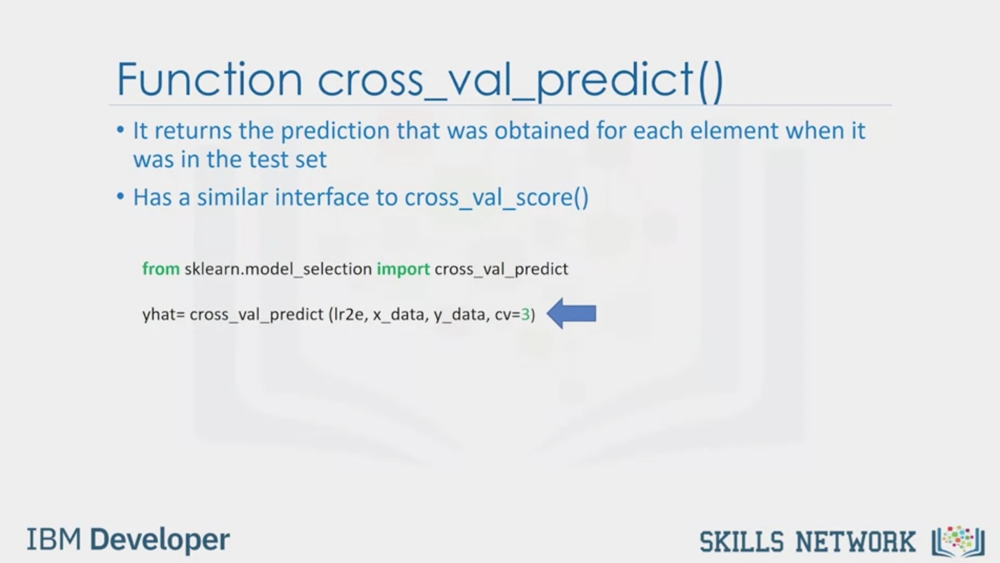 Function cross_val_predict()
• It returns the prediction that was obtained for each element when it
was in the test set
• Has a similar interface to cross_val_score()
from sklearn.model_selection import cross_val_predict
yhat= cross_val_predict (lr2e, x_data, y_data, cv=3)
IBM Developer
SKILLS NETWORK